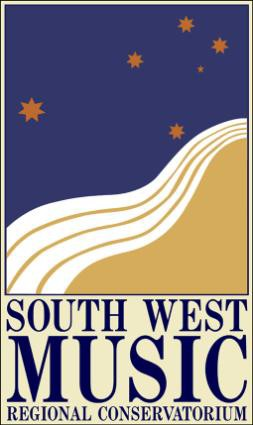 SOUTH WEST
MUSIC
REGIONAL CONSERVATORIUM